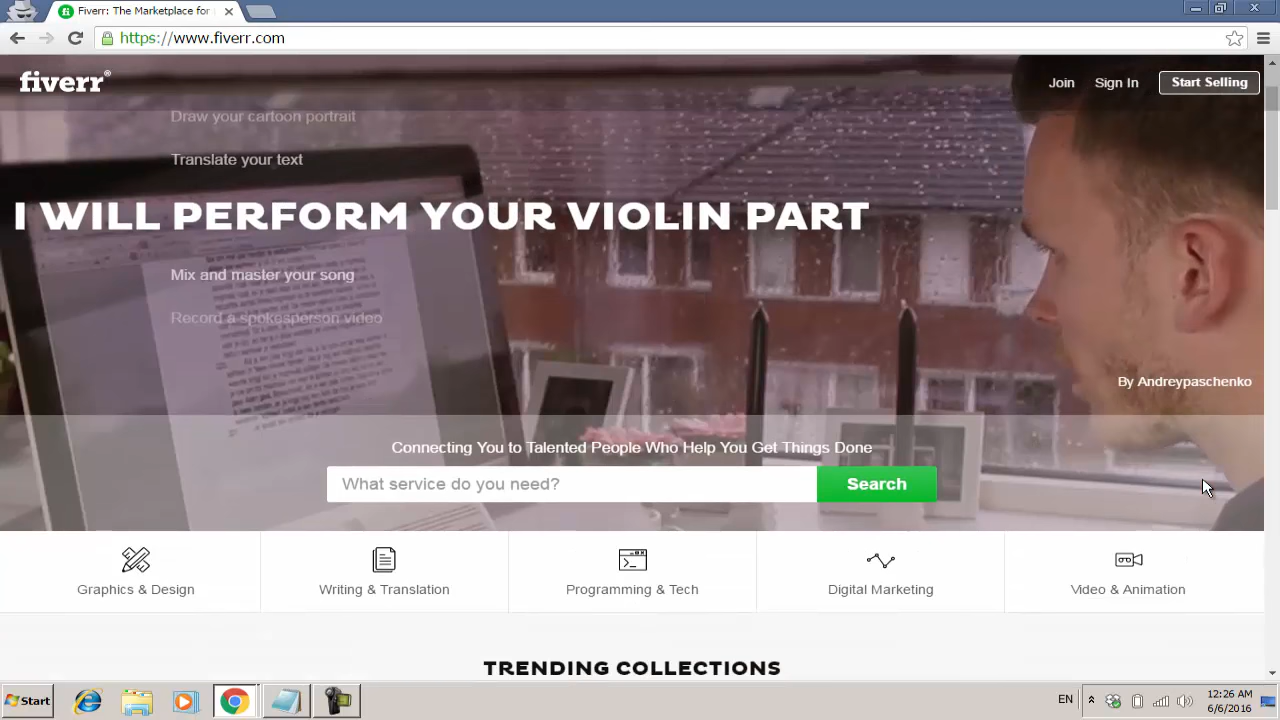 Fiverr: The Marketplace for
https://www.fiverr.com
fiverr®
Join
Sign In
Start Selling
Draw your cartoon portrait
Translate your text
I WILL PERFORM YOUR VIOLIN PART
Mix and master your song
Record a spokesperson video
By Andreypaschenko
Connecting You to Talented People Who Help You Get Things Done
What service do you need?
Search
Graphics & Design
Writing & Translation
Programming & Tech
Digital Marketing
Video & Animation
TRENDING COLLECTIONS
Start
EN
12:26 AM
6/6/2016